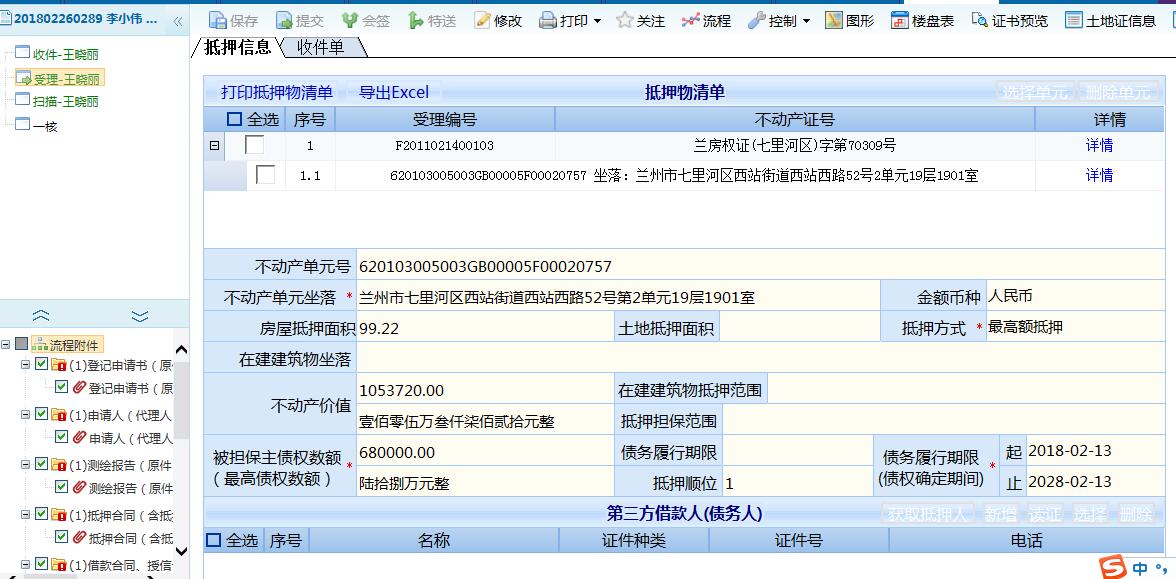 201802260289 李小伟 ...
«
保存 提交 会签 特送 修改 打印 关注 流程 控制 图形 楼盘表 证书预览 土地证信息
收件-王晓丽
受理-王晓丽
扫描-王晓丽
一核
抵押信息 收件单
打印抵押物清单 导出Excel 抵押物清单 选择单元 删除单元
全选 序号 受理编号 不动产证号 详情
1 F2011021400103 兰房权证(七里河区)字第70309号 详情
1.1 620103005003GB00005F00020757 坐落：兰州市七里河区西站街道西站西路52号2单元19层1901室 详情
不动产单元号 620103005003GB00005F00020757
不动产单元坐落 * 兰州市七里河区西站街道西站西路52号第2单元19层1901室 金额币种 人民币
房屋抵押面积 99.22 土地抵押面积 抵押方式 * 最高额抵押
在建建筑物坐落
不动产价值 1053720.00 在建建筑物抵押范围
壹佰零伍万叁仟柒佰贰拾元整 抵押担保范围
被担保主债权数额 * 680000.00 债务履行期限 债务履行期限 * 起 2018-02-13
（最高债权数额） 陆拾捌万元整 抵押顺位 1 (债权确定期间) 止 2028-02-13
第三方借款人(债务人) 获取抵押人 新增 读证 选择 删除
全选 序号 名称 证件种类 证件号 电话
流程附件
(1)登记申请书（原
登记申请书（原
(1)申请人（代理人
申请人（代理人
(1)测绘报告（原件
测绘报告（原件
(1)抵押合同（含抵
抵押合同（含抵
(1)借款合同、授信
S 中